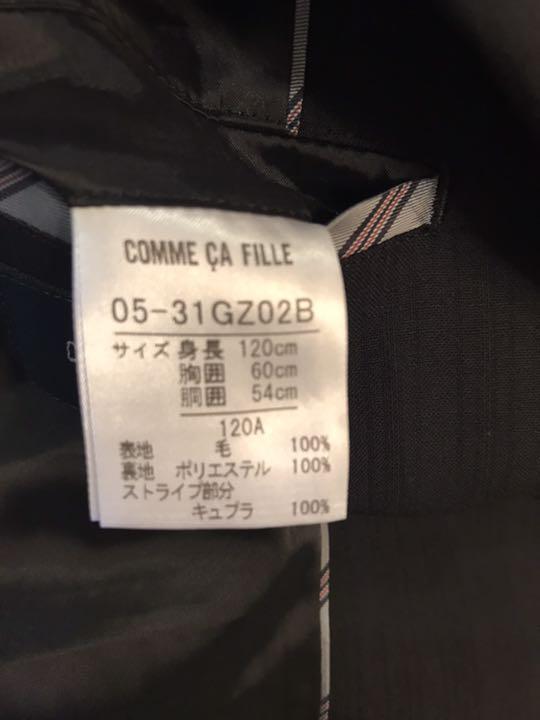 COMME ÇA FILLE
05-31GZ02B
サイズ 身長 120cm
胸囲 60cm
胴囲 54cm
120A
表地 毛 100%
裏地 ポリエステル 100%
ストライプ部分
キュプラ 100%